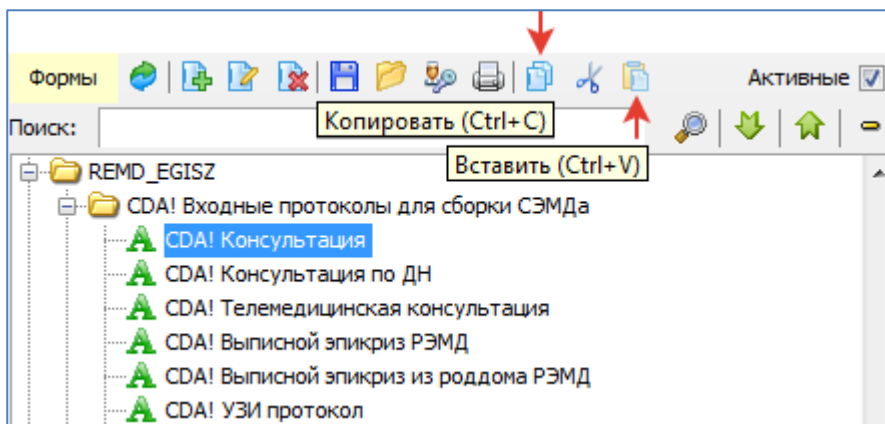 Формы
Активные
Поиск:
Копировать (Ctrl+C)
Вставить (Ctrl+V)
REMD_EGISZ
CDA! Входные протоколы для сборки СЭМДа
CDA! Консультация
CDA! Консультация по ДН
CDA! Телемедицинская консультация
CDA! Выписной эпикриз РЭМД
CDA! Выписной эпикриз из роддома РЭМД
CDA! УЗИ протокол